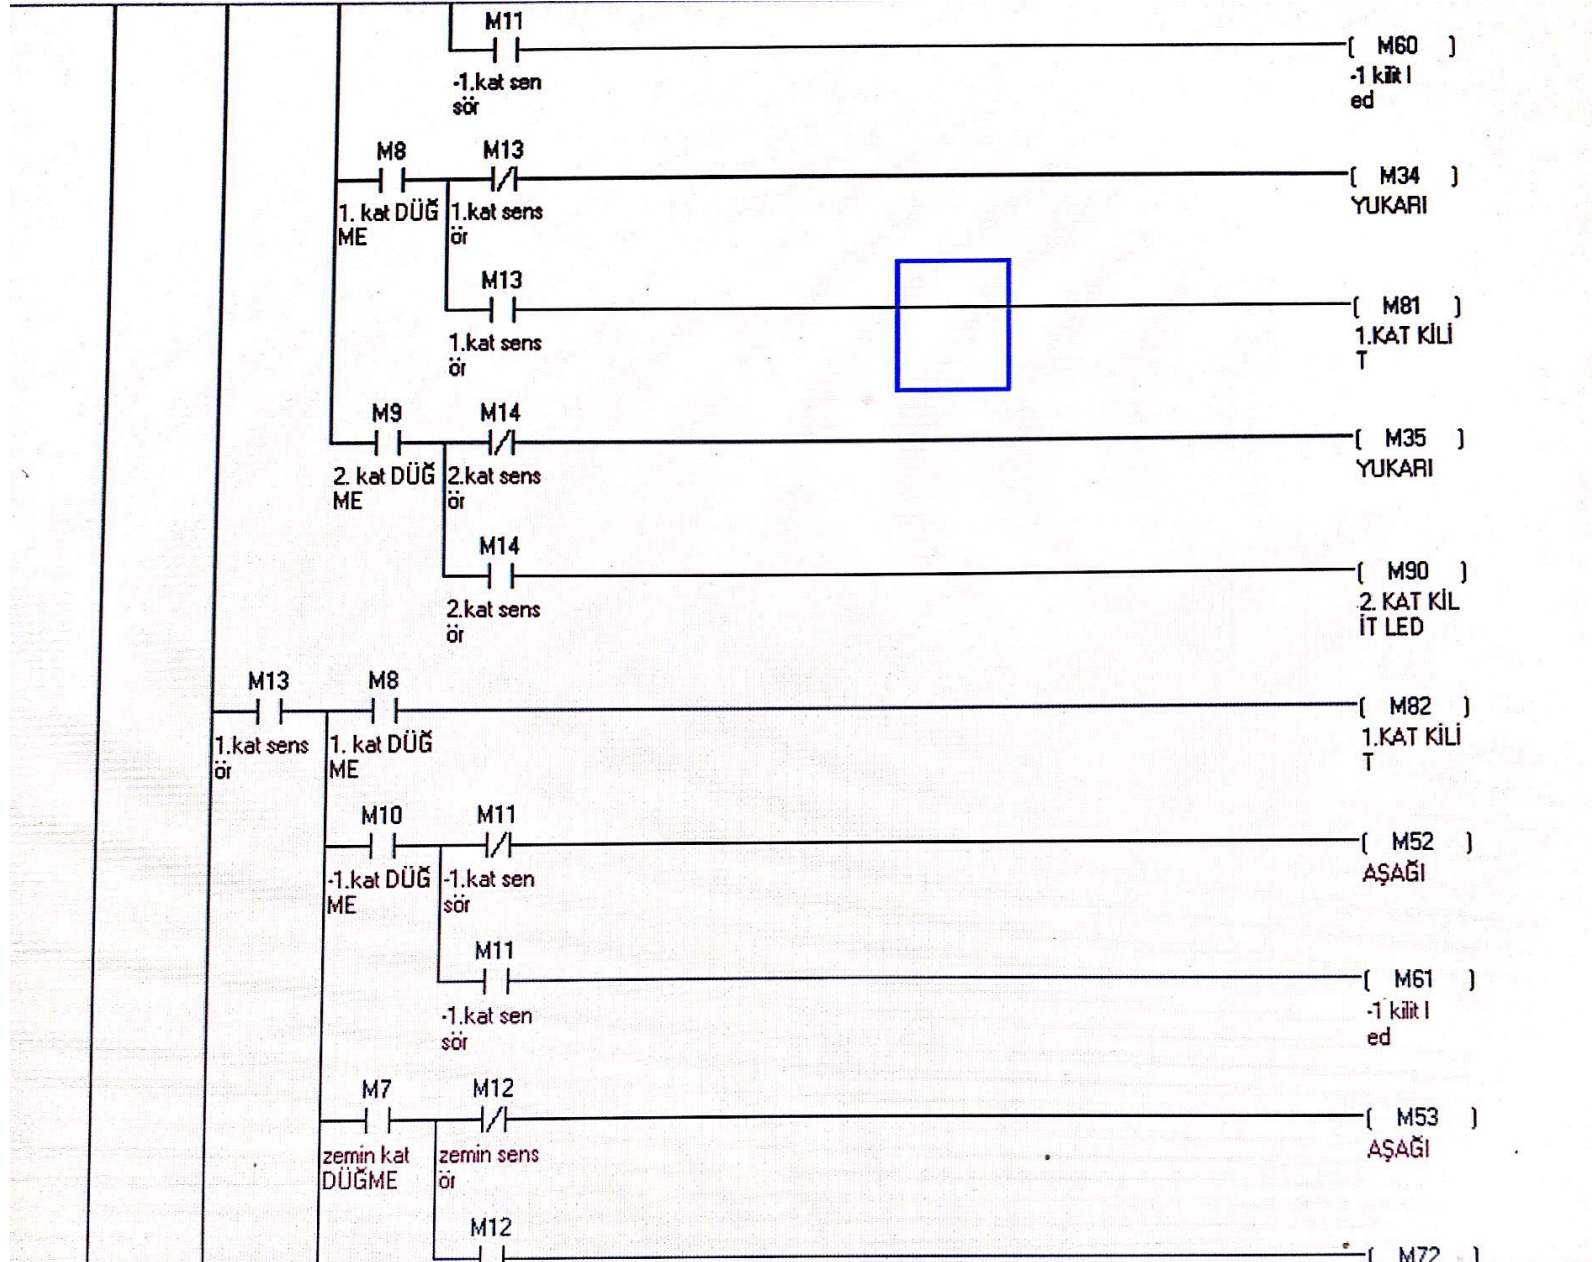 M11
M60
-1.kat sen
sör
-1 kilit l
ed
M8
M13
M34
1. kat DÜĞ
ME
1.kat sens
ör
YUKARI
M13
M81
1.kat sens
ör
1.KAT KİLİ
T
M9
M14
M35
2. kat DÜĞ
ME
2.kat sens
ör
YUKARI
M14
M90
2.kat sens
ör
2. KAT KİL
İT LED
M13
M8
M82
1.kat sens
ör
1. kat DÜĞ
ME
1.KAT KİLİ
T
M10
M11
M52
-1.kat DÜĞ
ME
-1.kat sen
sör
AŞAĞI
M11
M61
-1.kat sen
sör
-1 kilit l
ed
M7
M12
M53
zemin kat
DÜĞME
zemin sens
ör
AŞAĞI
M12
M72